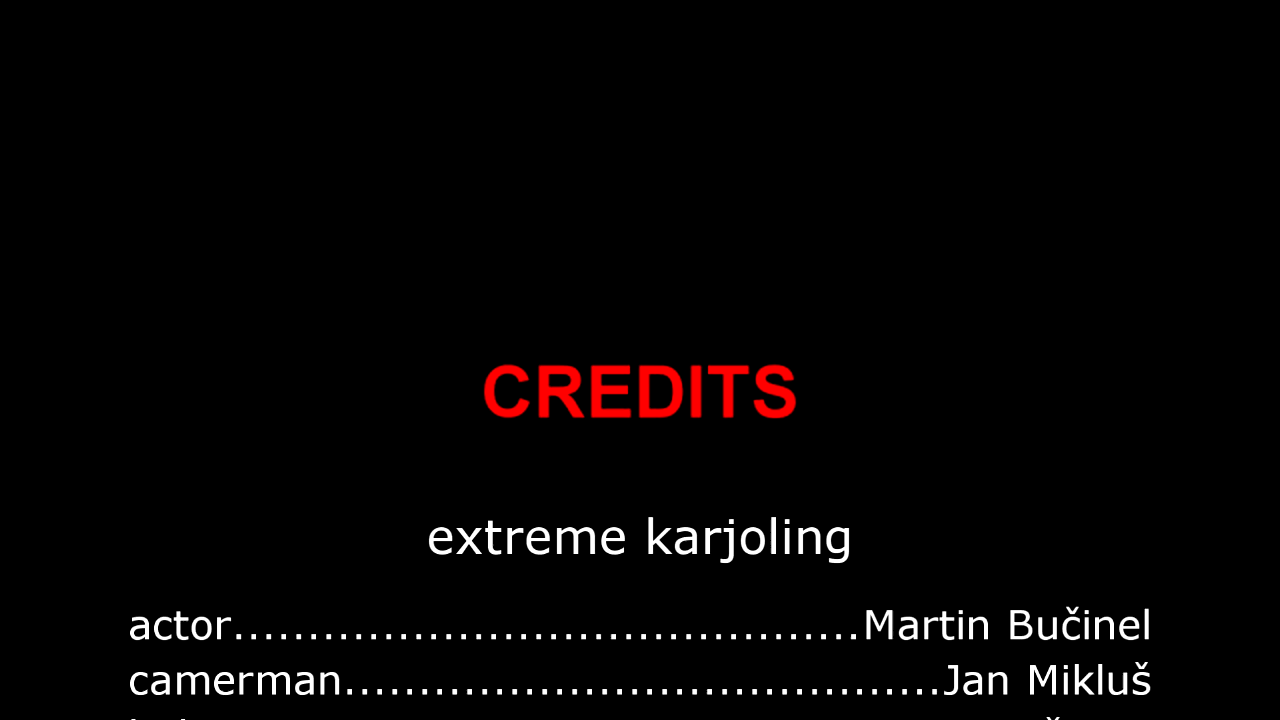 CREDITS
extreme karjoling
actor..........................................Martin Bučinel
camerman........................................Jan Mikluš